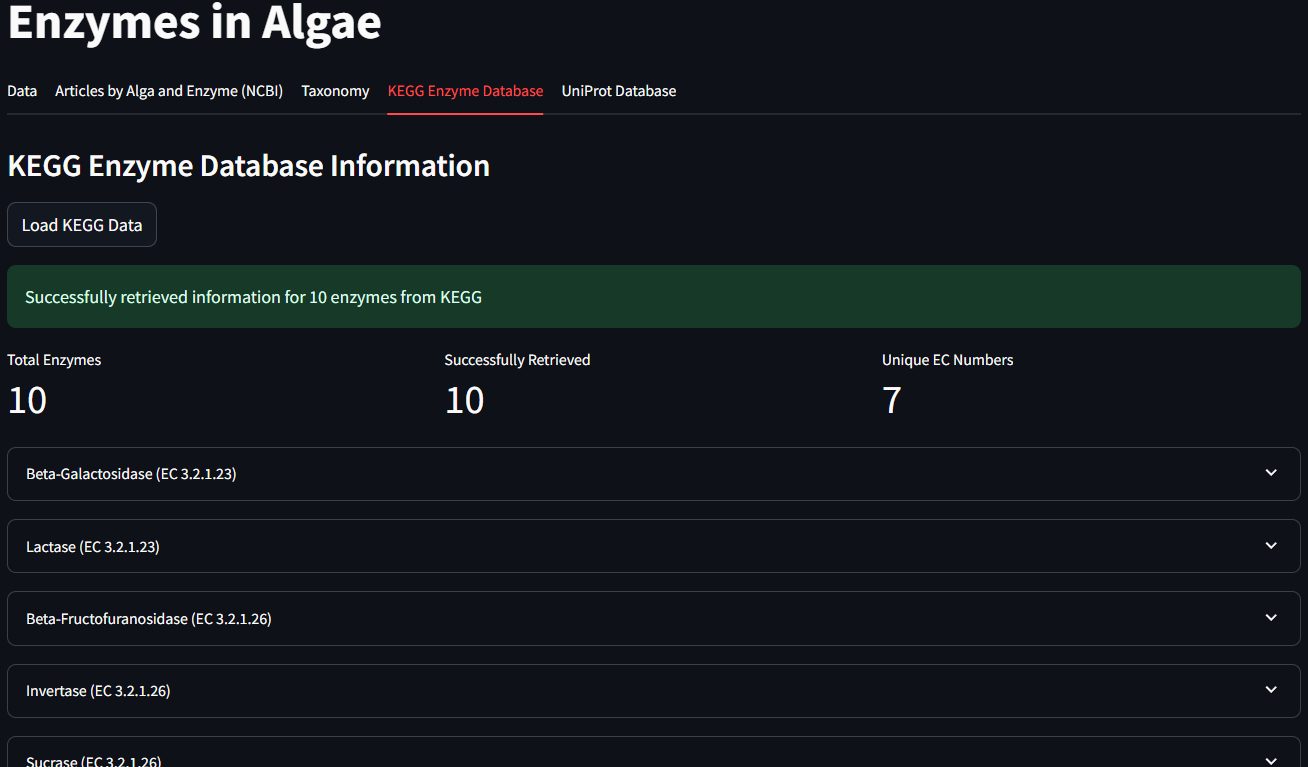 Enzymes in Algae
Data Articles by Alga and Enzyme (NCBI) Taxonomy KEGG Enzyme Database UniProt Database
KEGG Enzyme Database Information
Load KEGG Data
Successfully retrieved information for 10 enzymes from KEGG
Total Enzymes Successfully Retrieved Unique EC Numbers
10 10 7
Beta-Galactosidase (EC 3.2.1.23)
Lactase (EC 3.2.1.23)
Beta-Fructofuranosidase (EC 3.2.1.26)
Invertase (EC 3.2.1.26)
Sucrase (EC 3.2.1.26)